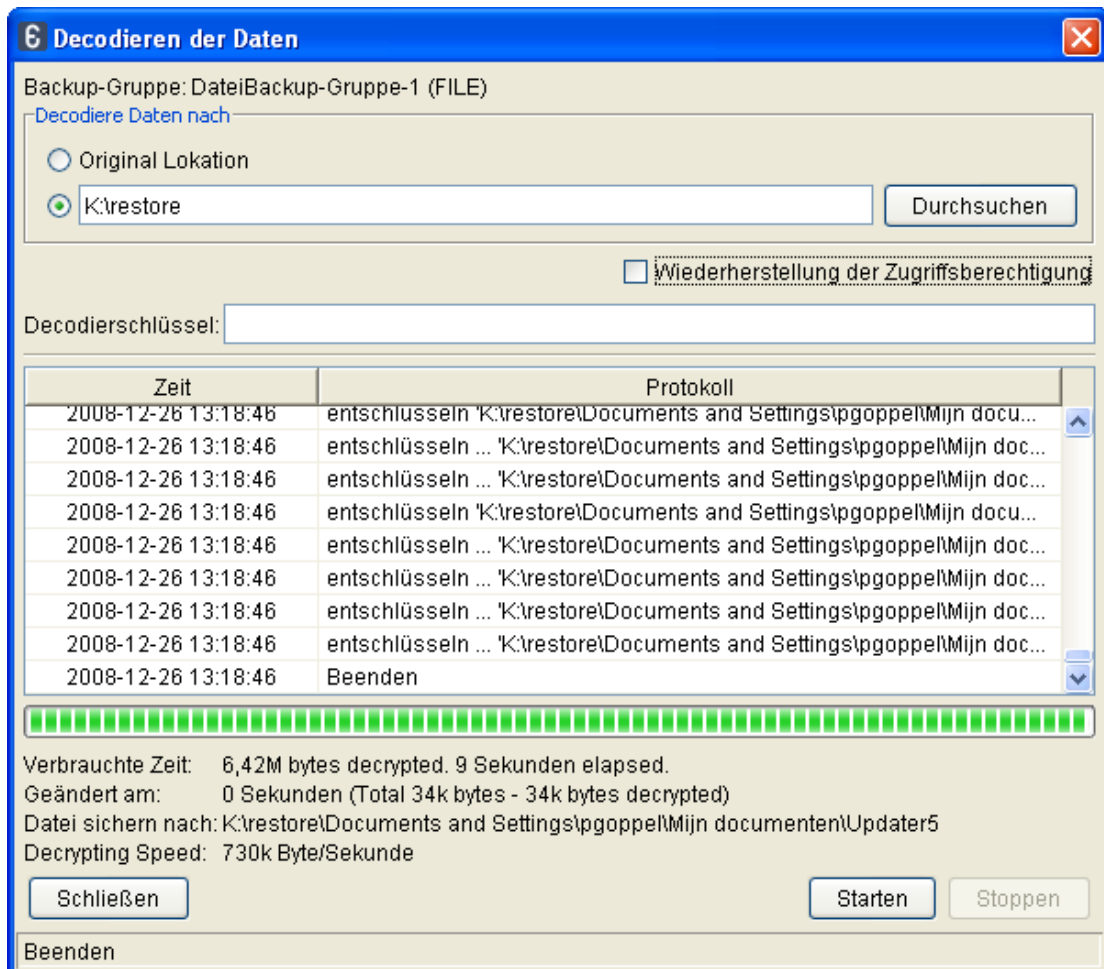 Decodieren der Daten
Backup-Gruppe: DateiBackup-Gruppe-1 (FILE)
Decodiere Daten nach
Original Lokation
K:\restore
Durchsuchen
Wiederherstellung der Zugriffsberechtigung
Decodierschlüssel:
Zeit Protokoll
2008-12-26 13:18:46 entschlüsseln 'K:\restore\Documents and Settings\pgoppel\Mijn docu...
2008-12-26 13:18:46 entschlüsseln ... 'K:\restore\Documents and Settings\pgoppel\Mijn doc...
2008-12-26 13:18:46 entschlüsseln ... 'K:\restore\Documents and Settings\pgoppel\Mijn doc...
2008-12-26 13:18:46 entschlüsseln 'K:\restore\Documents and Settings\pgoppel\Mijn docu...
2008-12-26 13:18:46 entschlüsseln ... 'K:\restore\Documents and Settings\pgoppel\Mijn doc...
2008-12-26 13:18:46 entschlüsseln ... 'K:\restore\Documents and Settings\pgoppel\Mijn doc...
2008-12-26 13:18:46 entschlüsseln ... 'K:\restore\Documents and Settings\pgoppel\Mijn doc...
2008-12-26 13:18:46 entschlüsseln ... 'K:\restore\Documents and Settings\pgoppel\Mijn doc...
2008-12-26 13:18:46 Beenden
Verbrauchte Zeit: 6,42M bytes decrypted. 9 Sekunden elapsed.
Geändert am: 0 Sekunden (Total 34k bytes - 34k bytes decrypted)
Datei sichern nach: K:\restore\Documents and Settings\pgoppel\Mijn documenten\Updater5
Decrypting Speed: 730k Byte/Sekunde
Schließen Starten Stoppen
Beenden